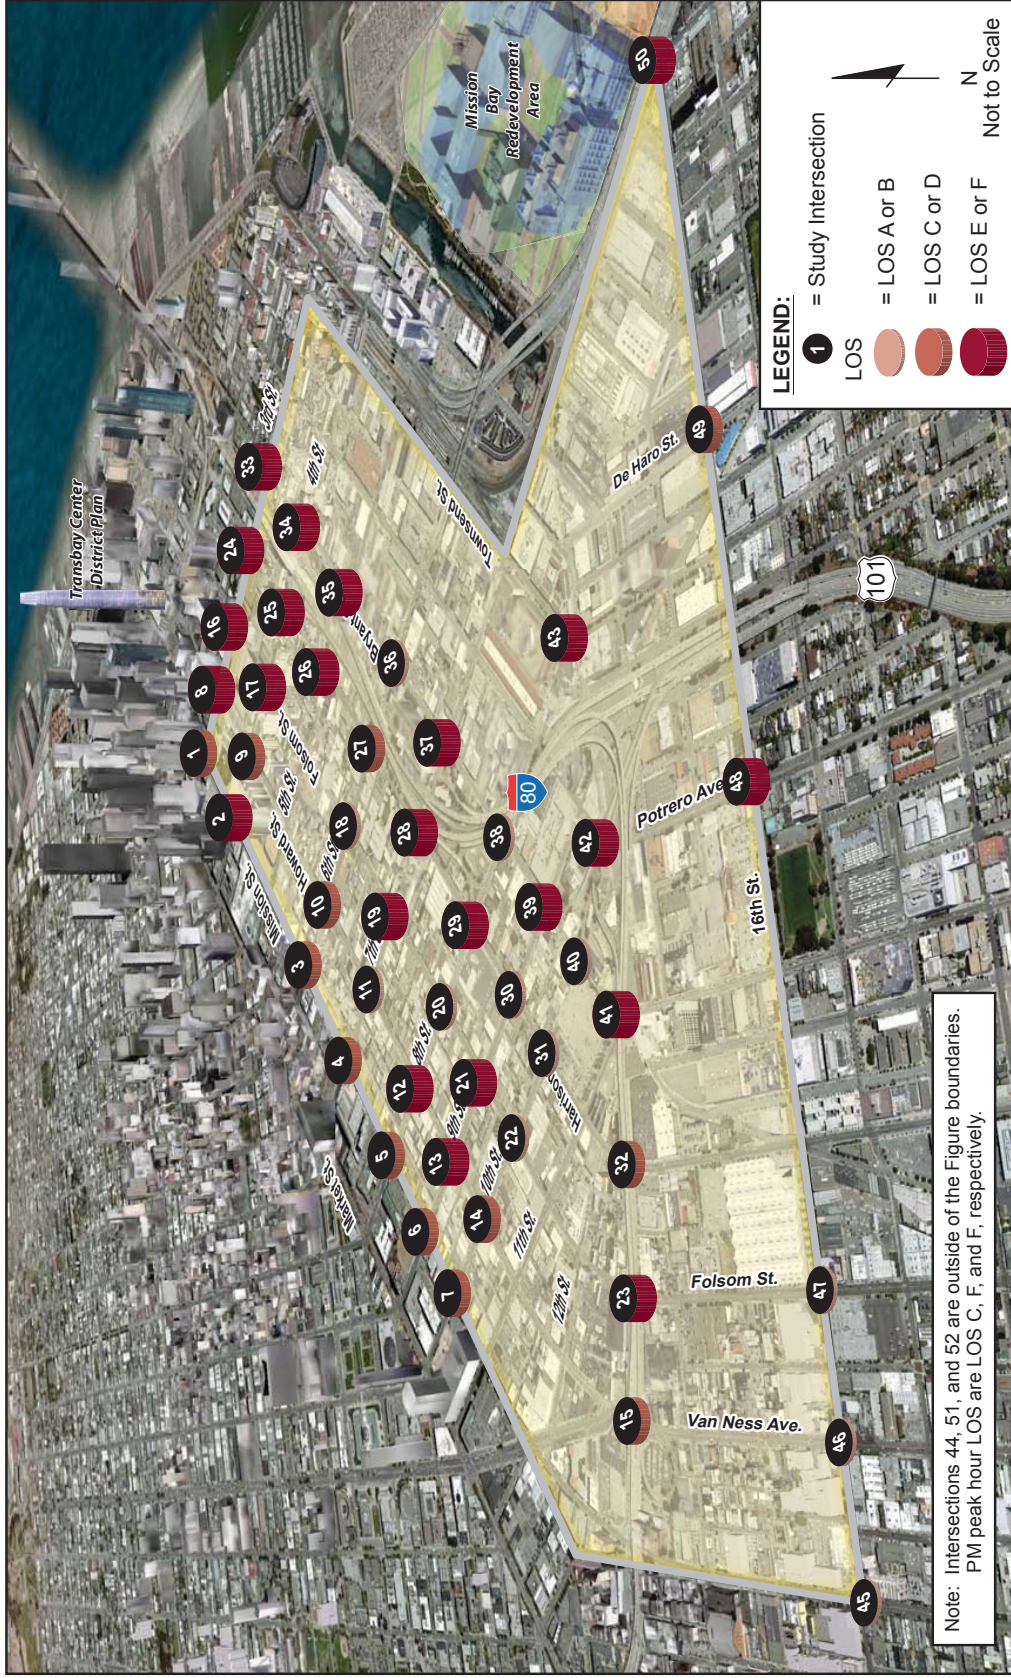 Transbay Center
District Plan
Mission
Bay
Redevelopment
Area
Market St.
Mission St.
Howard St.
Folsom St.
Harrison
Bryant
Townsend St.
3rd St.
4th St.
5th St.
6th St.
7th
8th St.
9th St.
10th St.
11th St.
12th St.
De Haro St.
Potrero Ave
16th St.
Folsom St.
Van Ness Ave.
80
101
1
2
3
4
5
6
7
8
9
10
11
12
13
14
15
16
17
18
19
20
21
22
23
24
25
26
27
28
29
30
31
32
33
34
35
36
37
38
39
40
41
42
43
45
46
47
48
49
50
LEGEND:
1 = Study Intersection
LOS
= LOS A or B
= LOS C or D
= LOS E or F
N
Not to Scale
Note: Intersections 44, 51, and 52 are outside of the Figure boundaries.
PM peak hour LOS are LOS C, F, and F, respectively.